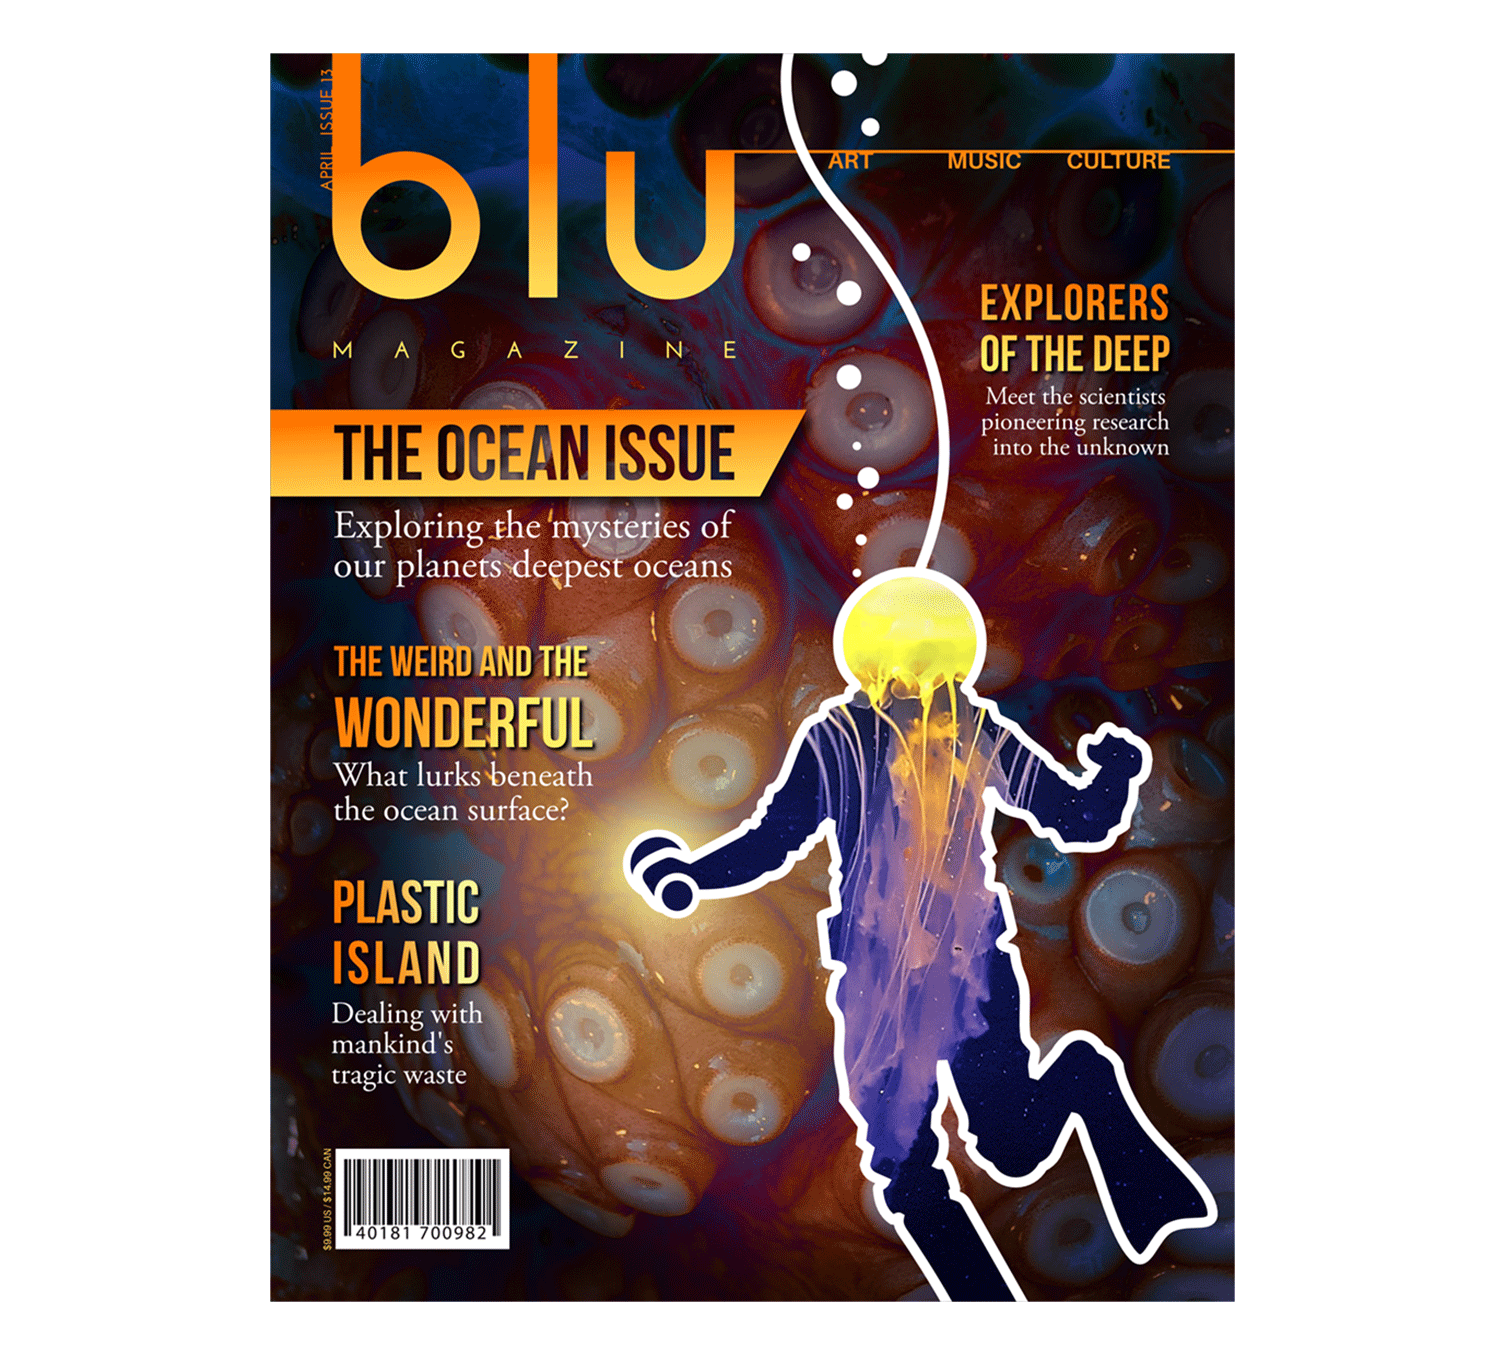 APRIL ISSUE 13
blu
MAGAZINE
ART MUSIC CULTURE
EXPLORERS
OF THE DEEP
Meet the scientists
pioneering research
into the unknown
THE OCEAN ISSUE
Exploring the mysteries of
our planets deepest oceans
THE WEIRD AND THE
WONDERFUL
What lurks beneath
the ocean surface?
PLASTIC
ISLAND
Dealing with
mankind's
tragic waste
$9.99 US / $14.99 CAN
40181 700982